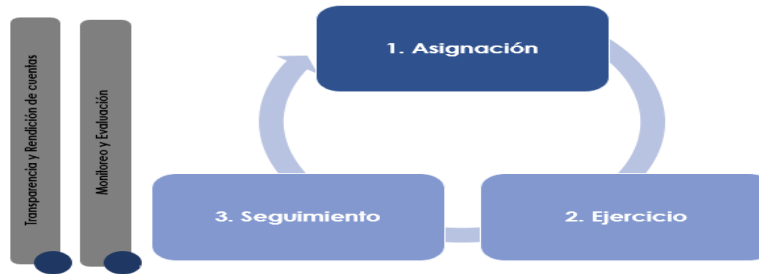 Transparencia y Rendición de cuentas
Monitoreo y Evaluación
1. Asignación
3. Seguimiento
2. Ejercicio